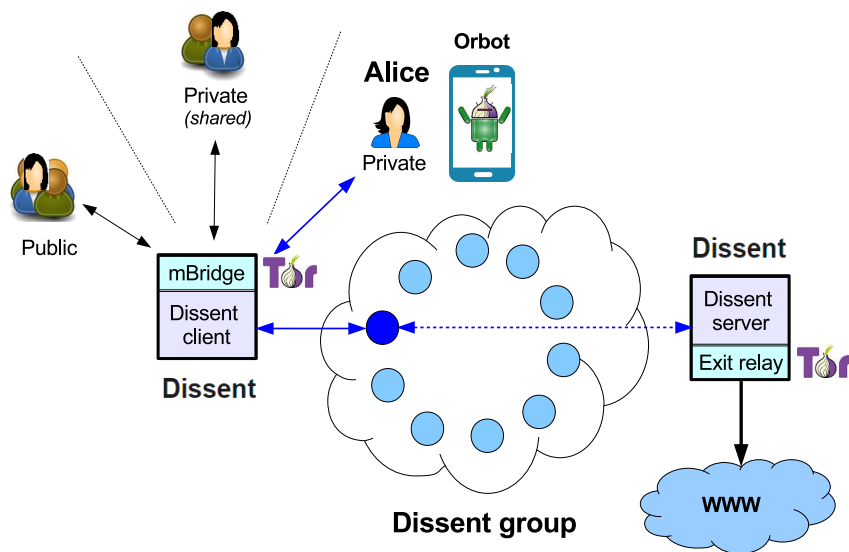 Orbot
Alice
Private
(shared)
Private
Public
mBridge
Tor
Dissent
client
Dissent
Dissent
Dissent
server
Exit relay
Tor
WWW
Dissent group